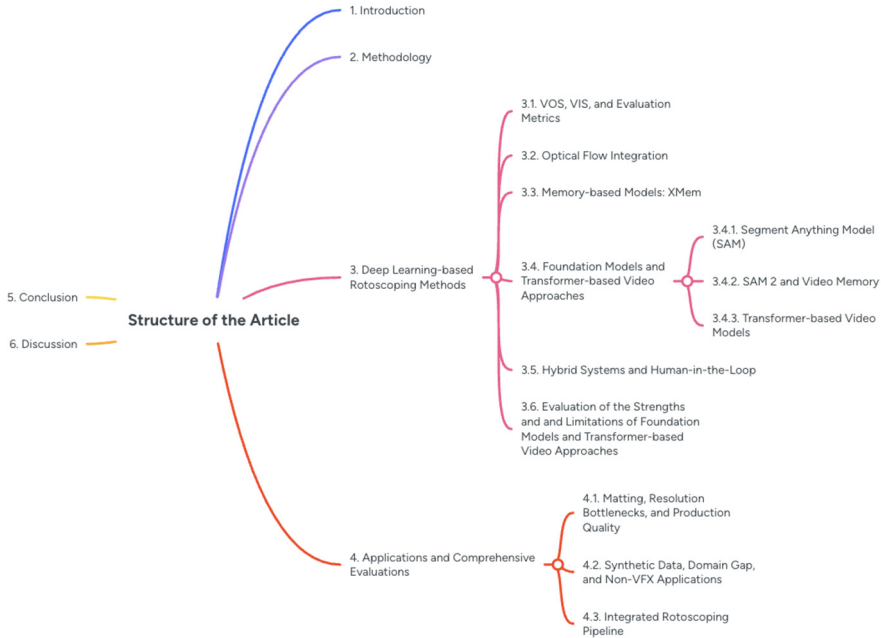 1. Introduction
2. Methodology
3. Deep Learning-based
Rotoscoping Methods
3.1. VOS, VIS, and Evaluation
Metrics
3.2. Optical Flow Integration
3.3. Memory-based Models: XMem
3.4. Foundation Models and
Transformer-based Video
Approaches
3.4.1. Segment Anything Model
(SAM)
3.4.2. SAM 2 and Video Memory
3.4.3. Transformer-based Video
Models
3.5. Hybrid Systems and Human-in-the-Loop
3.6. Evaluation of the Strengths
and and Limitations of Foundation
Models and Transformer-based
Video Approaches
5. Conclusion
Structure of the Article
6. Discussion
4. Applications and Comprehensive
Evaluations
4.1. Matting, Resolution
Bottlenecks, and Production
Quality
4.2. Synthetic Data, Domain Gap,
and Non-VFX Applications
4.3. Integrated Rotoscoping
Pipeline